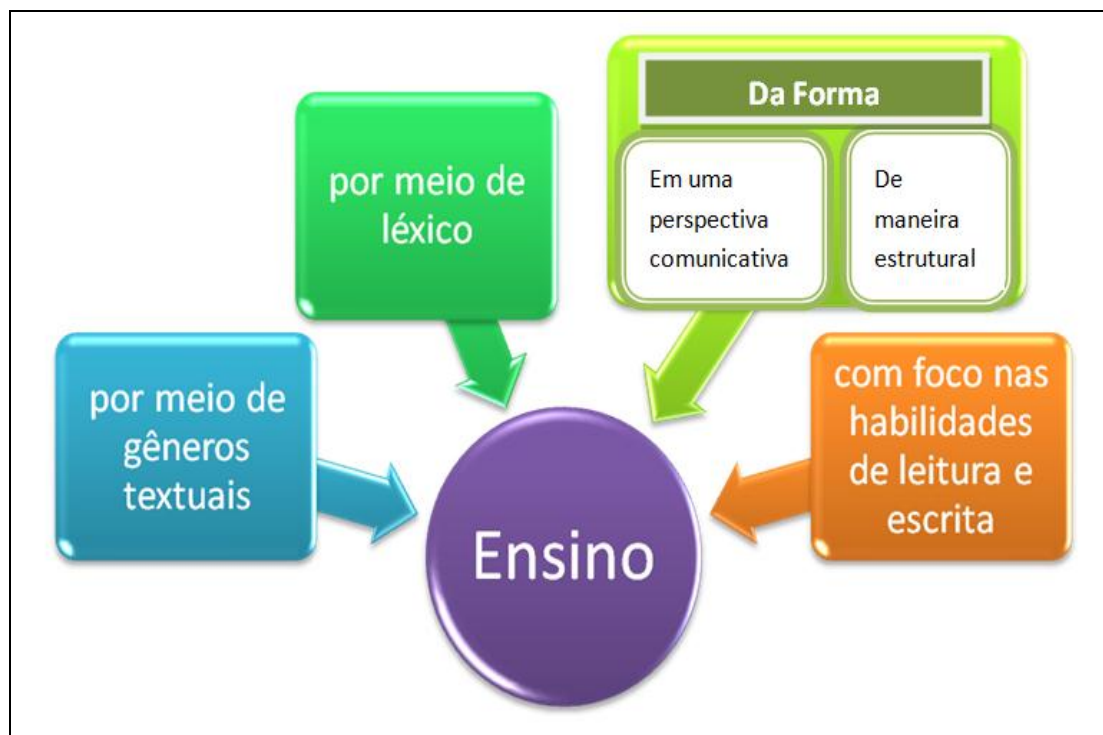 por meio de
gêneros
textuais
por meio de
léxico
Da Forma
Em uma
perspectiva
comunicativa
De
maneira
estrutural
com foco nas
habilidades
de leitura e
escrita
Ensino